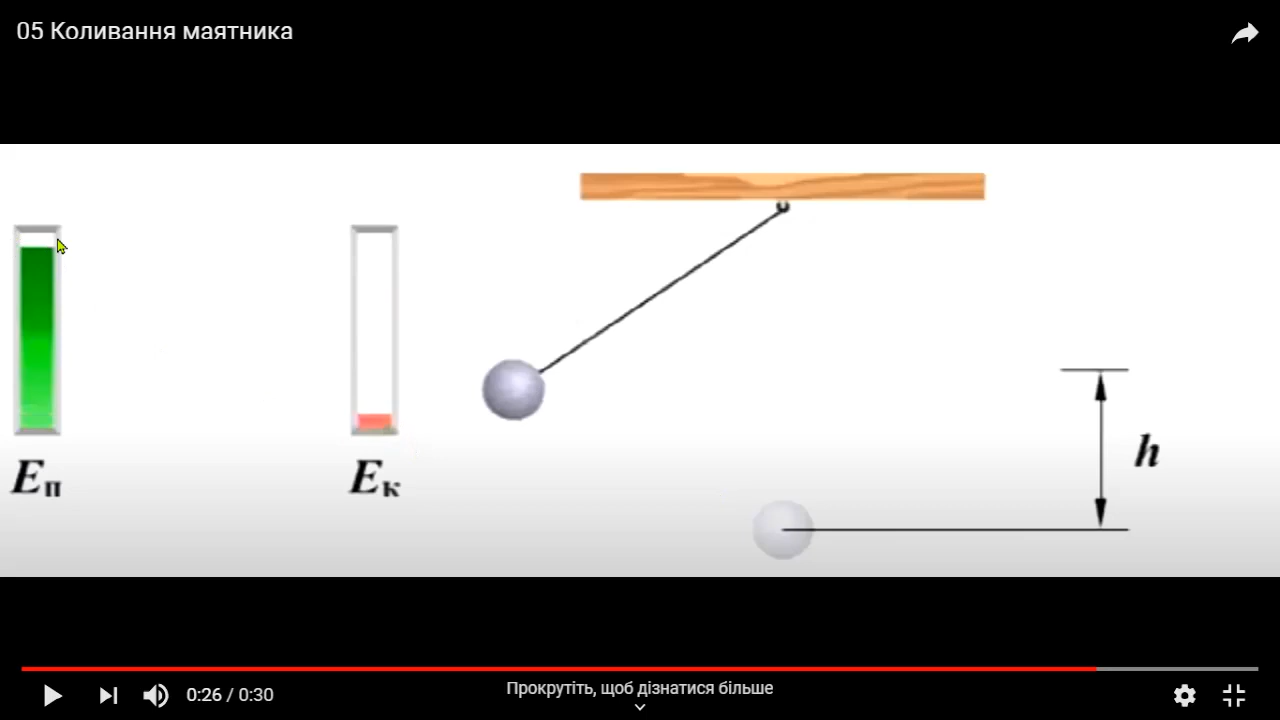 05 Коливання маятника
Eп
Eк
h
0:26 / 0:30
Прокрутіть, щоб дізнатися більше